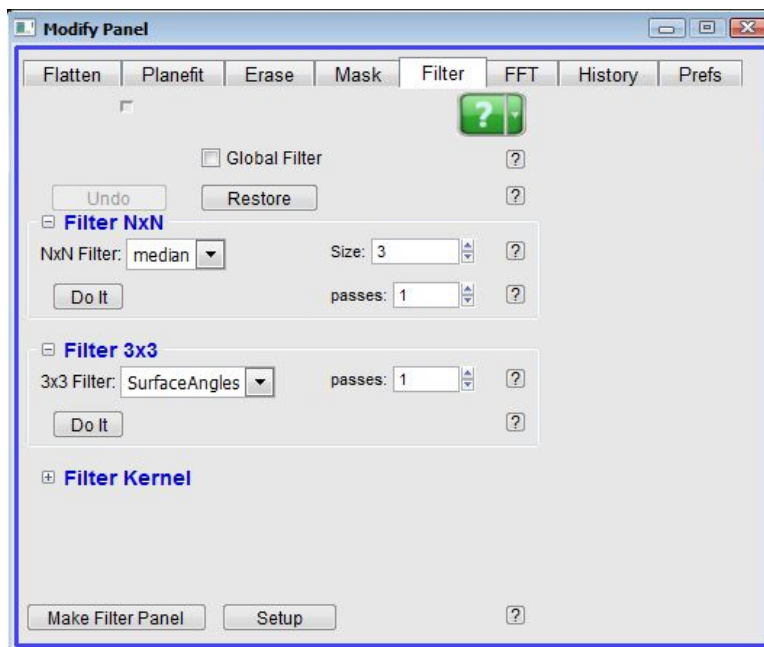 Modify Panel
Flatten Planefit Erase Mask Filter FFT History Prefs
?
Global Filter ?
Undo Restore ?
Filter NxN
NxN Filter: median Size: 3 ?
Do It passes: 1 ?
Filter 3x3
3x3 Filter: SurfaceAngles passes: 1 ?
Do It ?
Filter Kernel
Make Filter Panel Setup ?